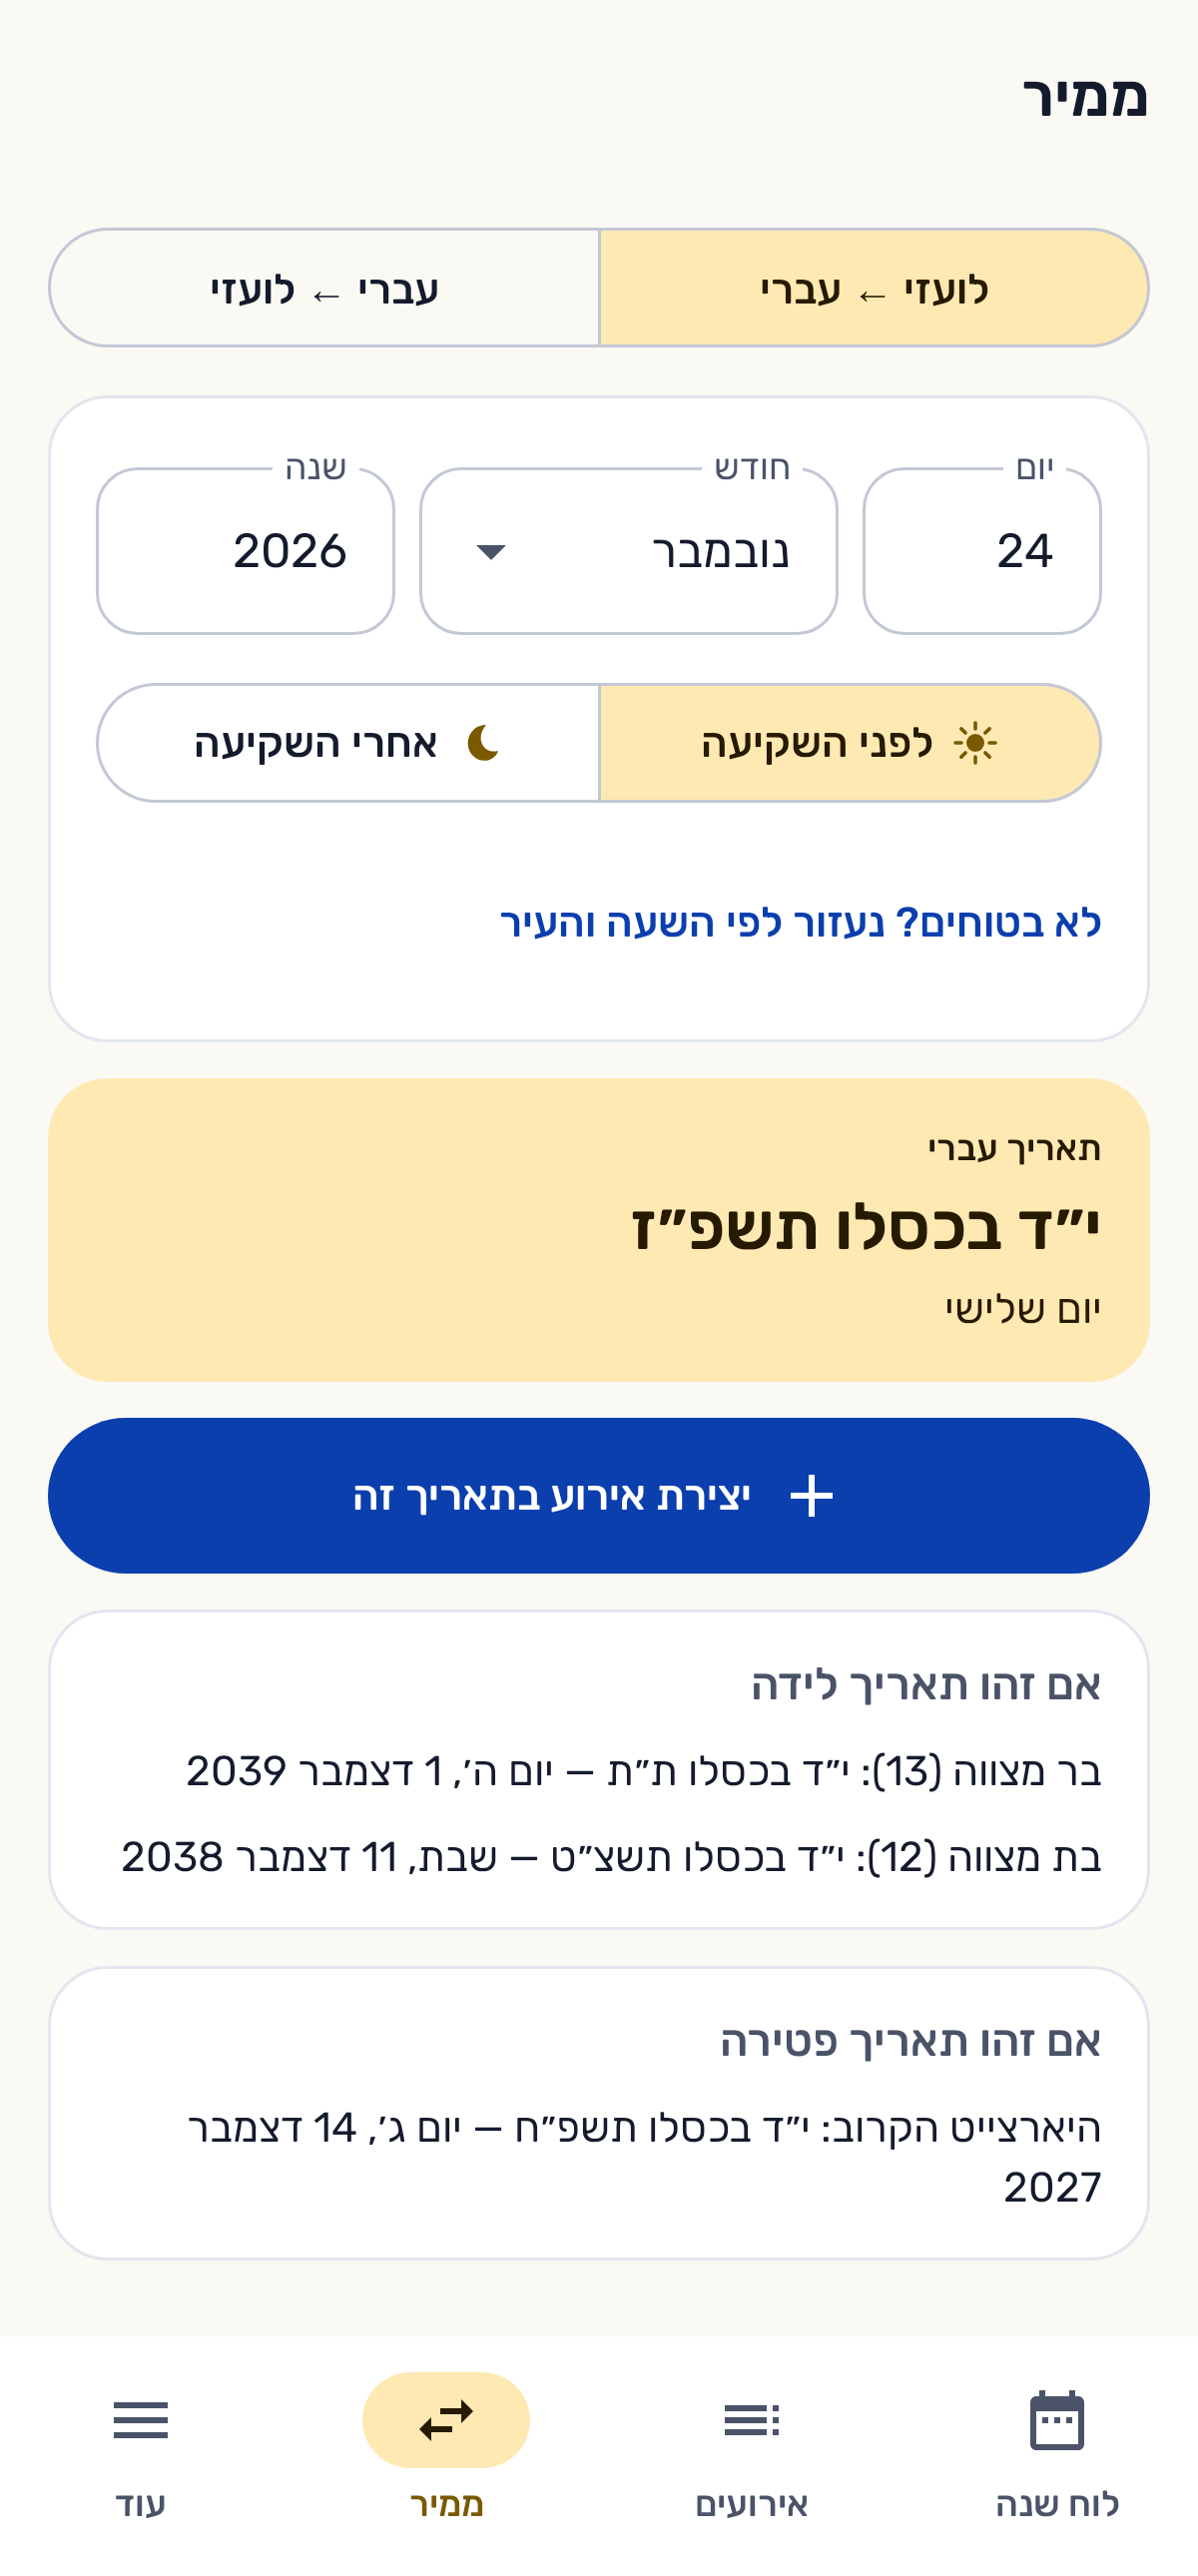 ממיר
לועזי ← עברי
עברי ← לועזי
יום
חודש
שנה
24
נובמבר
2026
לפני השקיעה
אחרי השקיעה
לא בטוחים? נעזור לפי השעה והעיר
תאריך עברי
י״ד בכסלו תשפ״ז
יום שלישי
יצירת אירוע בתאריך זה
אם זהו תאריך לידה
בר מצווה (13): י״ד בכסלו ת״ת – יום ה׳, 1 דצמבר 2039
בת מצווה (12): י״ד בכסלו תשצ״ט – שבת, 11 דצמבר 2038
אם זהו תאריך פטירה
היארצייט הקרוב: י״ד בכסלו תשפ״ח – יום ג׳, 14 דצמבר
2027
לוח שנה
אירועים
ממיר
עוד